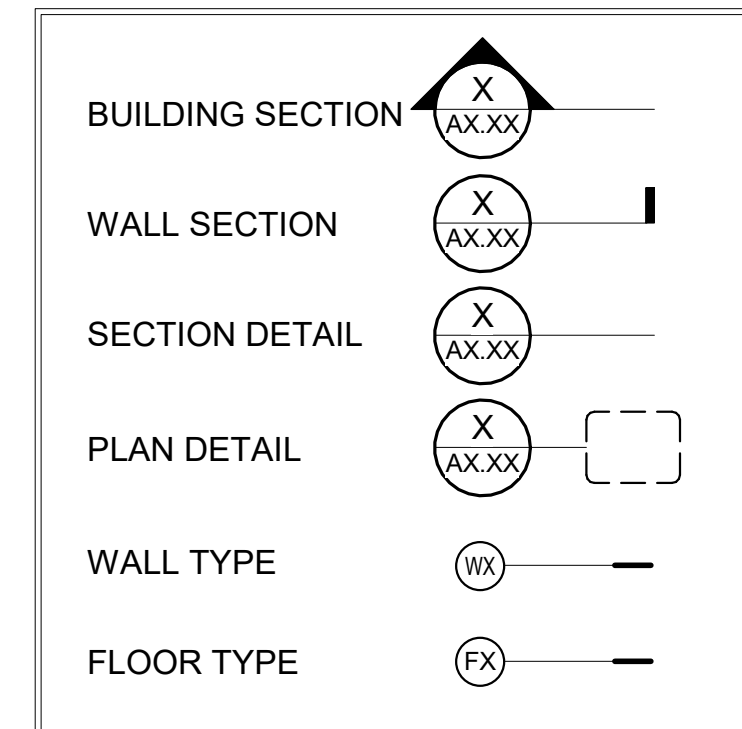 BUILDING SECTION X
AX.XX
WALL SECTION X
AX.XX
SECTION DETAIL X
AX.XX
PLAN DETAIL X
AX.XX
WALL TYPE WX
FLOOR TYPE FX